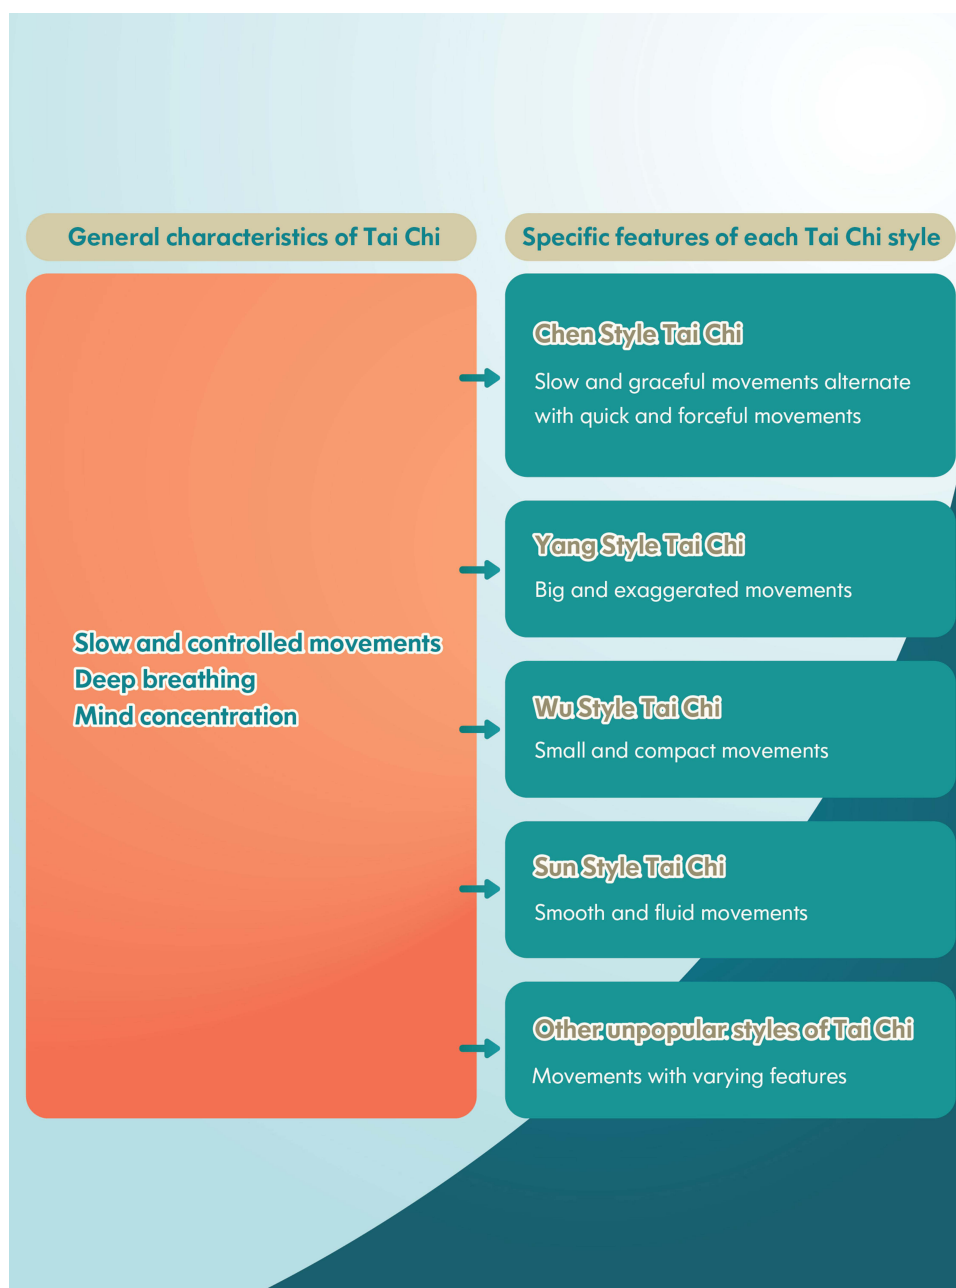 General characteristics of Tai Chi
Slow and controlled movements
Deep breathing
Mind concentration
Specific features of each Tai Chi style
Chen Style Tai Chi
Slow and graceful movements alternate
with quick and forceful movements
Yang Style Tai Chi
Big and exaggerated movements
Wu Style Tai Chi
Small and compact movements
Sun Style Tai Chi
Smooth and fluid movements
Other unpopular styles of Tai Chi
Movements with varying features